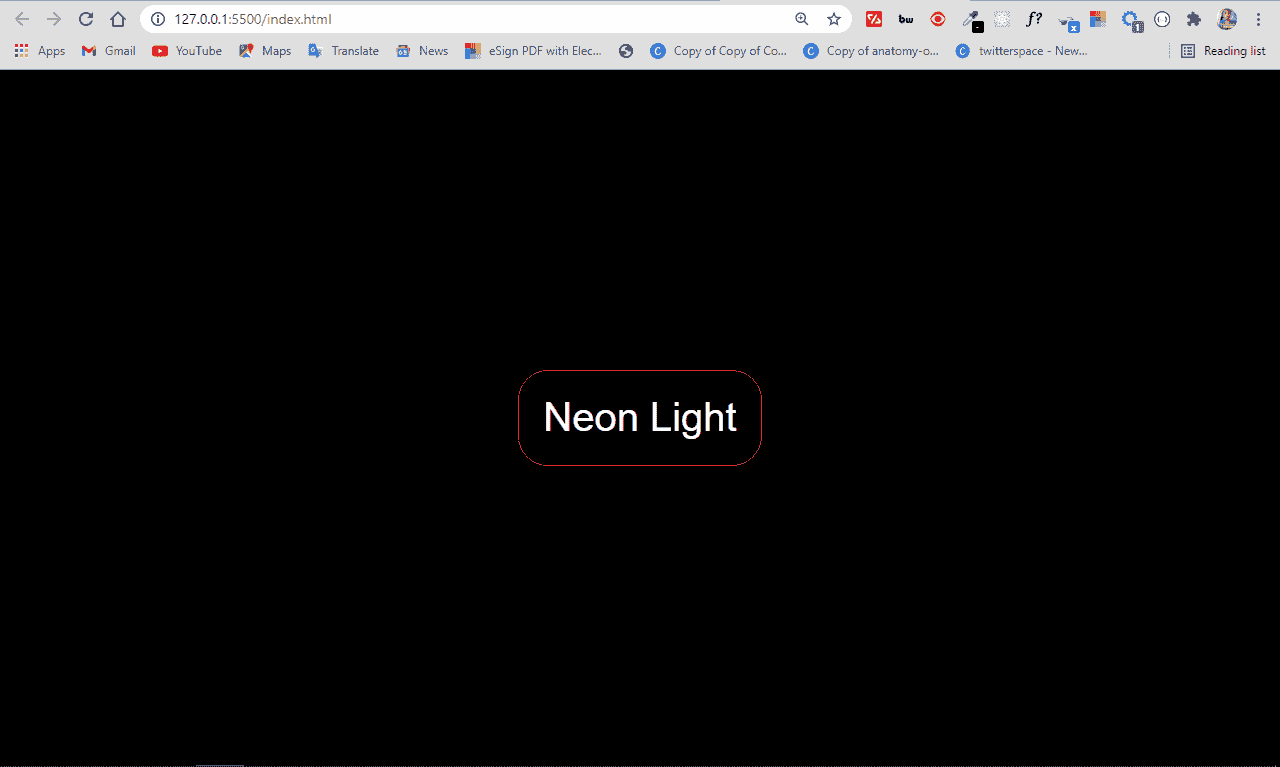 127.0.0.1:5500/index.html
bw
f?
x
1
Apps
Gmail
YouTube
Maps
Translate
News
eSign PDF with Elec...
C
Copy of Copy of Co...
C
Copy of anatomy-o...
C
twitterspace - New...
Reading list
Neon Light